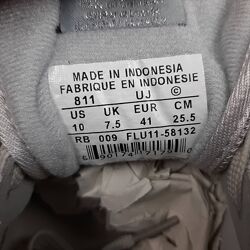 MADE IN INDONESIA
FABRIQUE EN INDONESIE
811 UJ ©
US UK EUR CM
10 7.5 41 25.5
RB 009 FLU11-58132